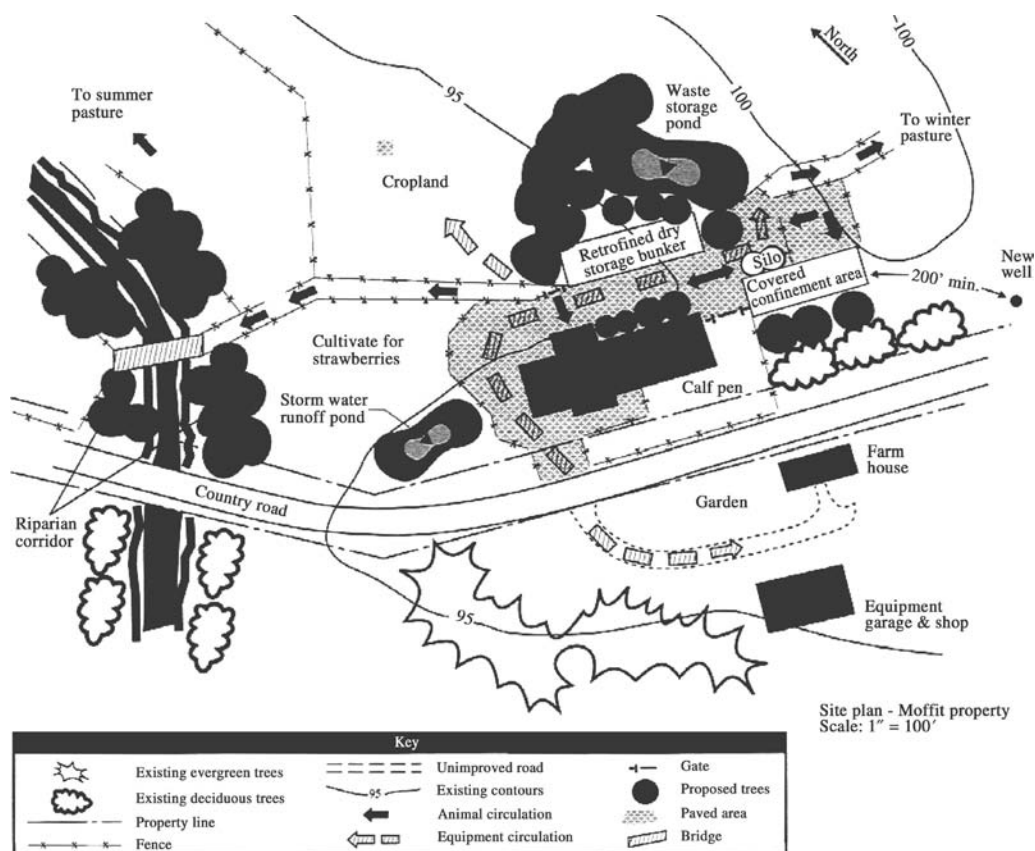 North
100
100
95
To summer
pasture
Waste
storage
pond
To winter
pasture
Cropland
Retrofined dry
storage bunker
Silo
Covered
confinement area
200' min.
New
well
Cultivate for
strawberries
Calf pen
Storm water
runoff pond
Farm
house
Country road
Garden
Riparian
corridor
95
Equipment
garage & shop
Site plan - Moffit property
Scale: 1" = 100'
Key
Existing evergreen trees
Existing deciduous trees
Property line
Fence
Unimproved road
95
Existing contours
Animal circulation
Equipment circulation
Gate
Proposed trees
Paved area
Bridge